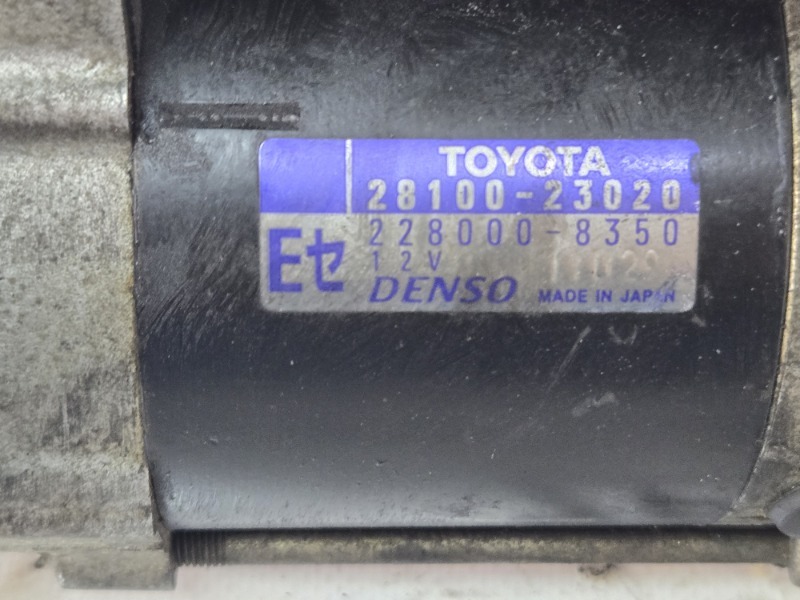 TOYOTA
28100-23020
228000-8350
Eセ
12V
DENSO MADE IN JAPAN